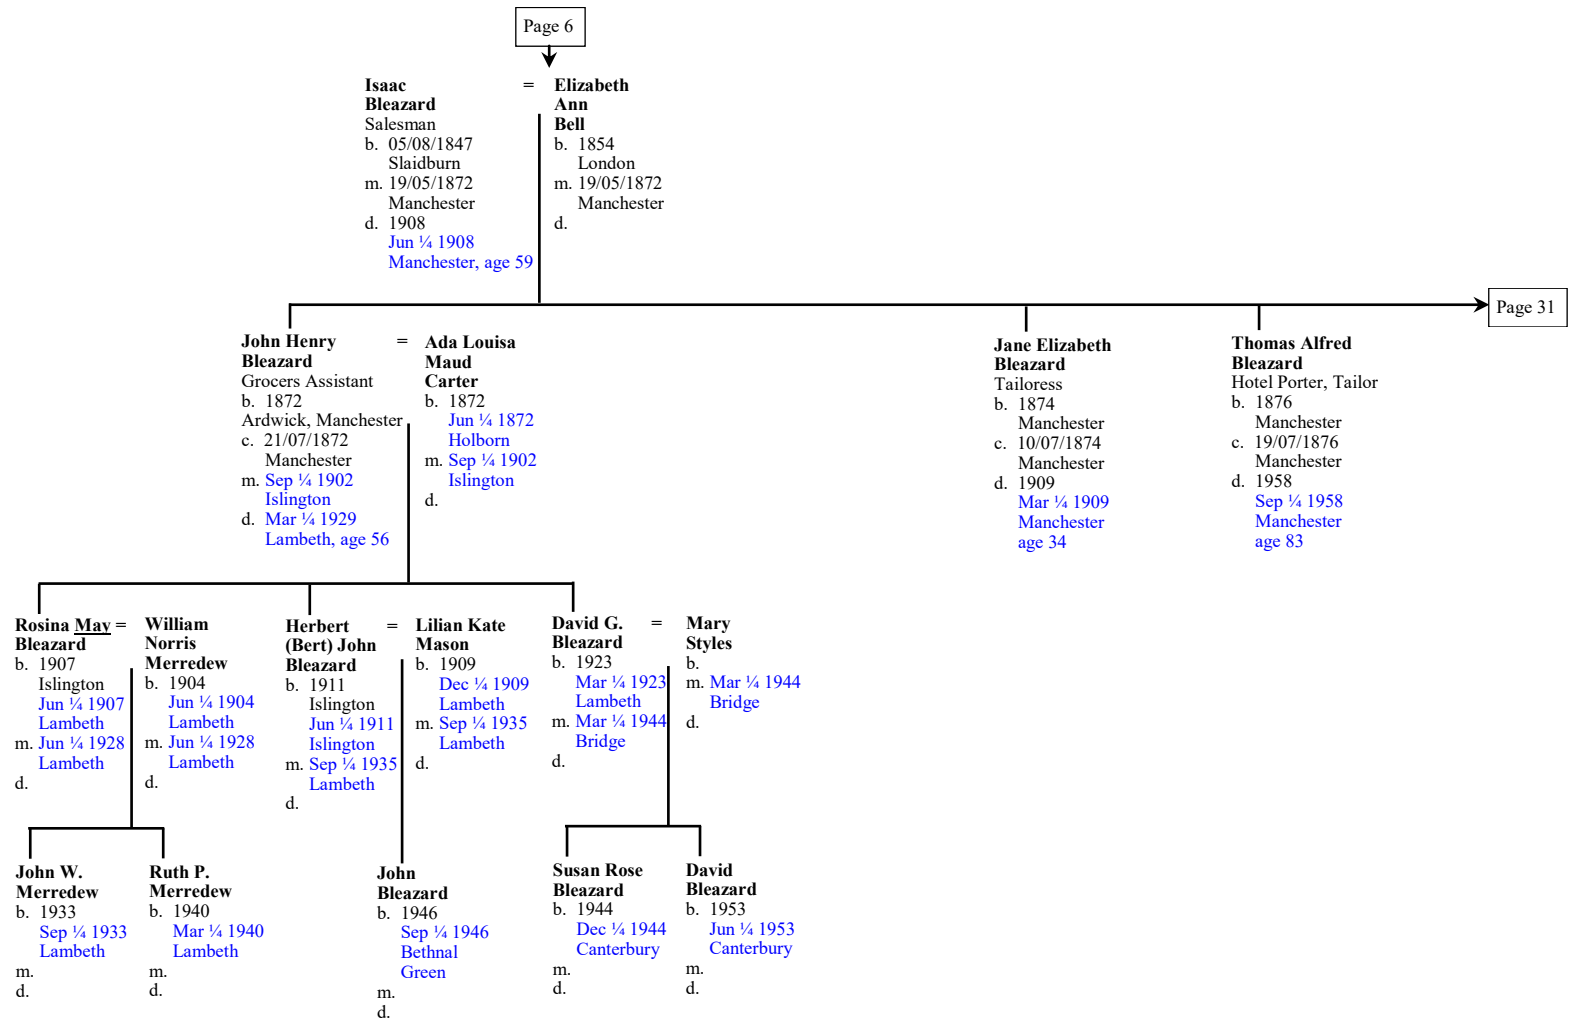 Page 6
Isaac
Bleazard
Salesman
b. 05/08/1847
Slaidburn
m. 19/05/1872
Manchester
d. 1908
Jun ¼ 1908
Manchester, age 59
=
Elizabeth
Ann
Bell
b. 1854
London
m. 19/05/1872
Manchester
d.
Page 31
John Henry
Bleazard
Grocers Assistant
b. 1872
Ardwick, Manchester
c. 21/07/1872
Manchester
m. Sep ¼ 1902
Islington
d. Mar ¼ 1929
Lambeth, age 56
=
Ada Louisa
Maud
Carter
b. 1872
Jun ¼ 1872
Holborn
m. Sep ¼ 1902
Islington
d.
Jane Elizabeth
Bleazard
Tailoress
b. 1874
Manchester
c. 10/07/1874
Manchester
d. 1909
Mar ¼ 1909
Manchester
age 34
Thomas Alfred
Bleazard
Hotel Porter, Tailor
b. 1876
Manchester
c. 19/07/1876
Manchester
d. 1958
Sep ¼ 1958
Manchester
age 83
Rosina May =
Bleazard
b. 1907
Islington
Jun ¼ 1907
Lambeth
m. Jun ¼ 1928
Lambeth
d.
William
Norris
Merredew
b. 1904
Jun ¼ 1904
Lambeth
m. Jun ¼ 1928
Lambeth
d.
Herbert =
(Bert) John
Bleazard
b. 1911
Islington
Jun ¼ 1911
Islington
m. Sep ¼ 1935
Lambeth
d.
Lilian Kate
Mason
b. 1909
Dec ¼ 1909
Lambeth
m. Sep ¼ 1935
Lambeth
d.
David G. =
Bleazard
b. 1923
Mar ¼ 1923
Lambeth
m. Mar ¼ 1944
Bridge
d.
Mary
Styles
b.
m. Mar ¼ 1944
Bridge
d.
John W.
Merredew
b. 1933
Sep ¼ 1933
Lambeth
m.
d.
Ruth P.
Merredew
b. 1940
Mar ¼ 1940
Lambeth
m.
d.
John
Bleazard
b. 1946
Sep ¼ 1946
Bethnal
Green
m.
d.
Susan Rose
Bleazard
b. 1944
Dec ¼ 1944
Canterbury
m.
d.
David
Bleazard
b. 1953
Jun ¼ 1953
Canterbury
m.
d.